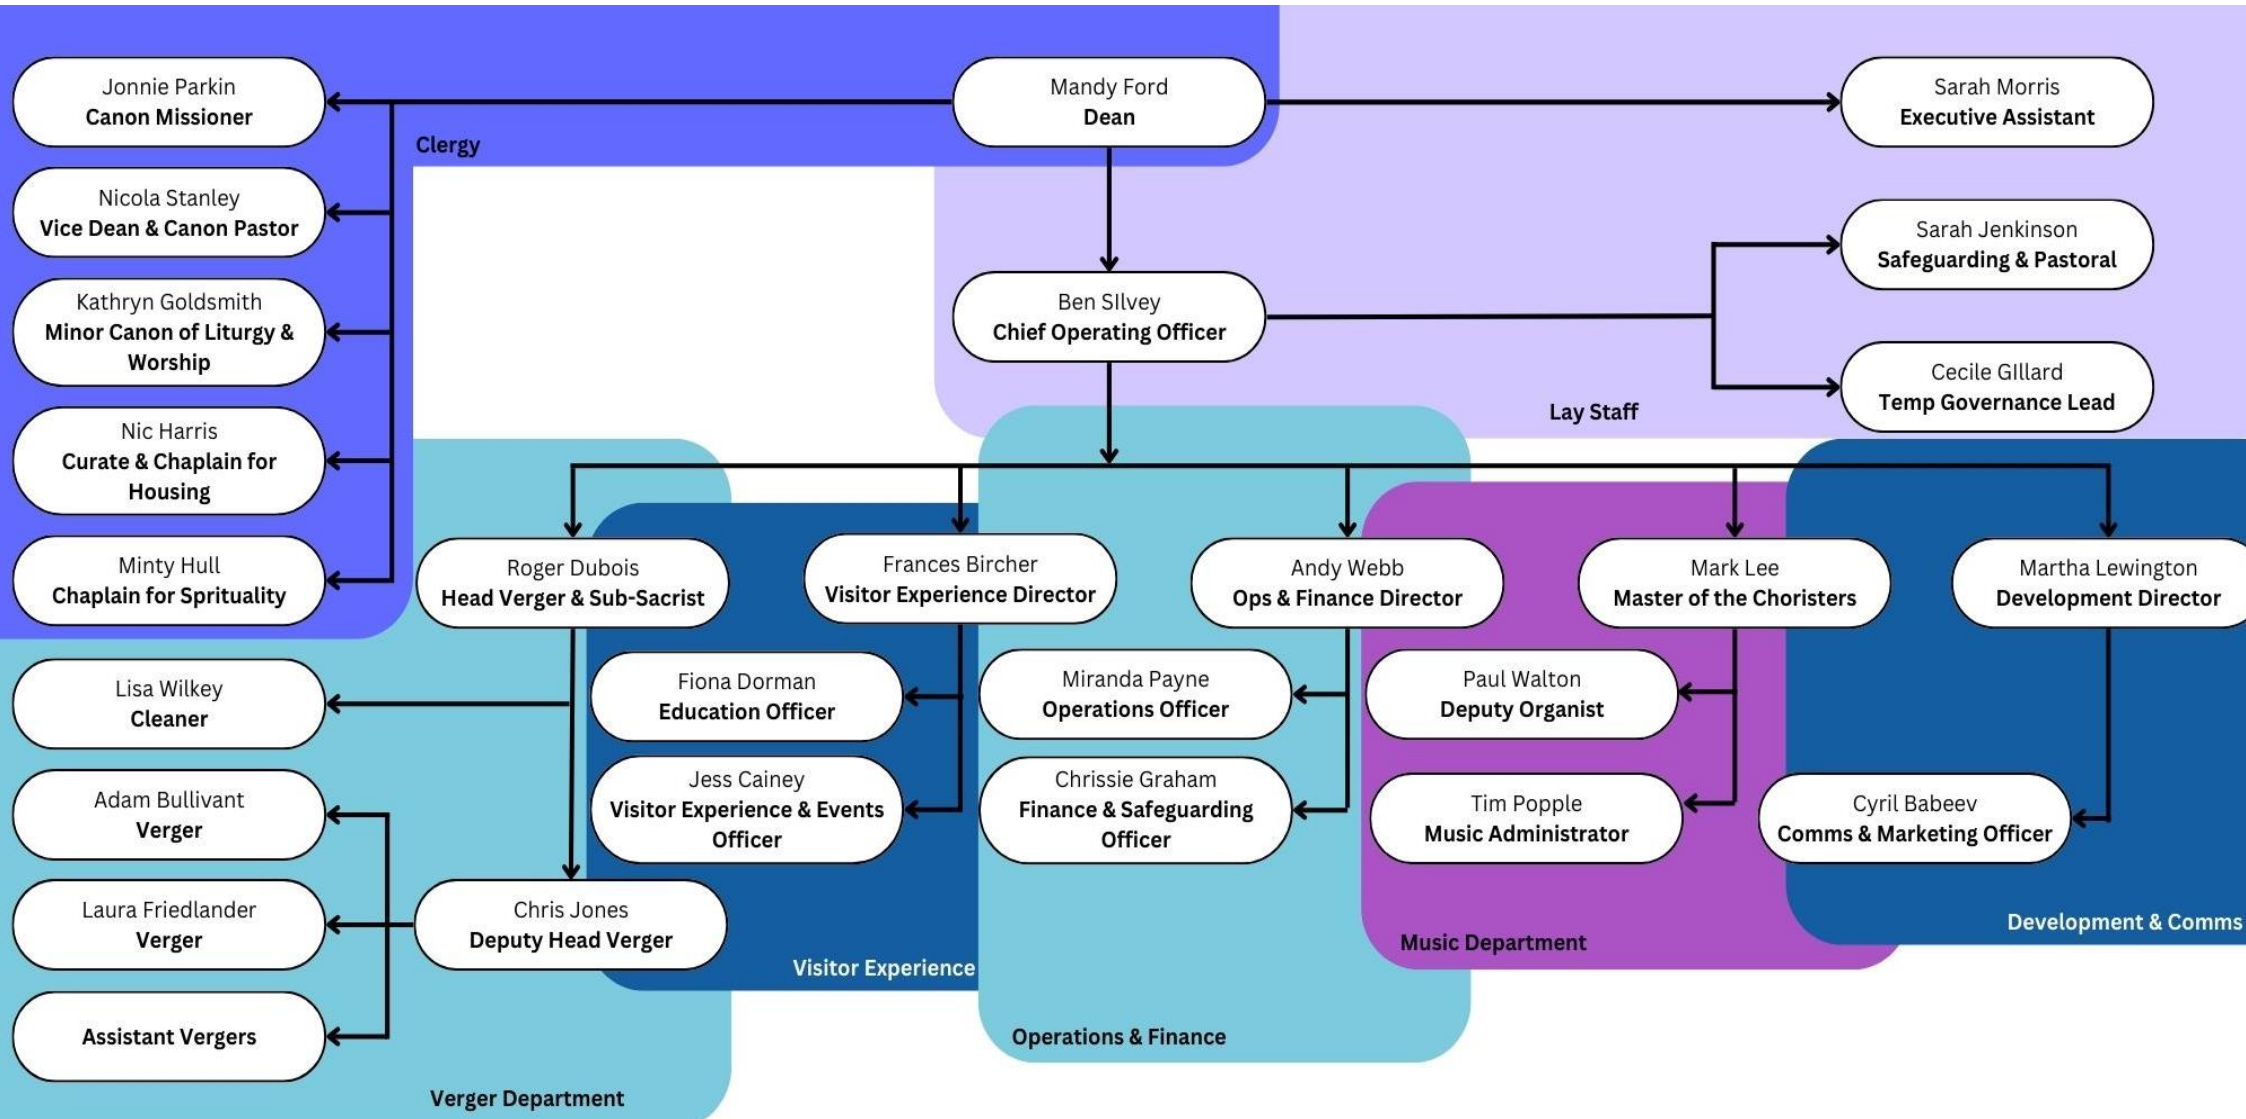 Jonnie Parkin
Canon Missioner
Mandy Ford
Dean
Sarah Morris
Executive Assistant
Clergy
Nicola Stanley
Vice Dean & Canon Pastor
Sarah Jenkinson
Safeguarding & Pastoral
Kathryn Goldsmith
Minor Canon of Liturgy &
Worship
Ben SIlvey
Chief Operating Officer
Cecile GIllard
Temp Governance Lead
Lay Staff
Nic Harris
Curate & Chaplain for
Housing
Minty Hull
Chaplain for Sprituality
Roger Dubois
Head Verger & Sub-Sacrist
Frances Bircher
Visitor Experience Director
Andy Webb
Ops & Finance Director
Mark Lee
Master of the Choristers
Martha Lewington
Development Director
Lisa Wilkey
Cleaner
Fiona Dorman
Education Officer
Miranda Payne
Operations Officer
Paul Walton
Deputy Organist
Adam Bullivant
Verger
Jess Cainey
Visitor Experience & Events
Officer
Chrissie Graham
Finance & Safeguarding
Officer
Tim Popple
Music Administrator
Cyril Babeev
Comms & Marketing Officer
Laura Friedlander
Verger
Chris Jones
Deputy Head Verger
Development & Comms
Music Department
Visitor Experience
Assistant Vergers
Operations & Finance
Verger Department